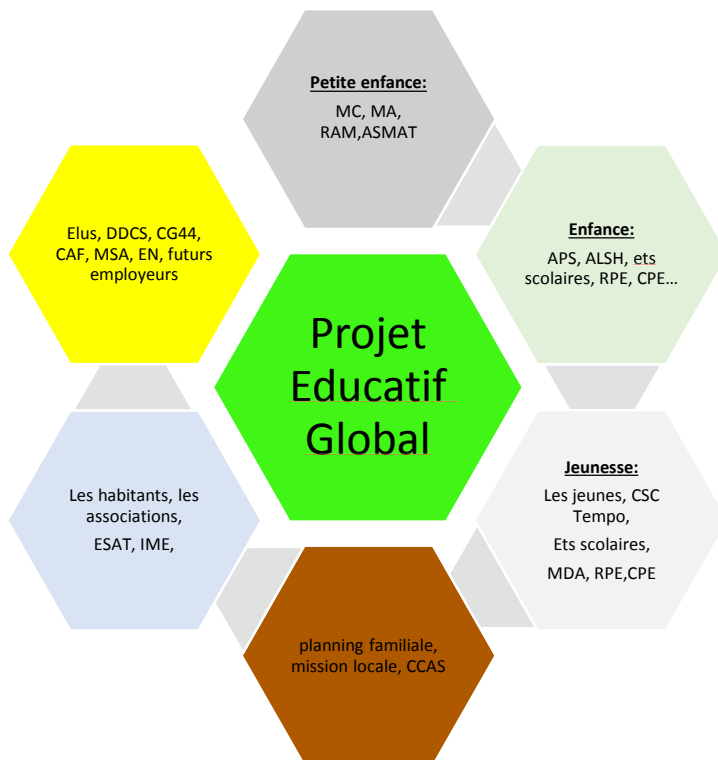 Petite enfance:
MC, MA,
RAM,ASMAT
Elus, DDCS, CG44,
CAF, MSA, EN, futurs
employeurs
Enfance:
APS, ALSH, ets
scolaires, RPE, CPE…
Projet
Educatif
Global
Les habitants, les
associations,
ESAT, IME,
Jeunesse:
Les jeunes, CSC
Tempo,
Ets scolaires,
MDA, RPE,CPE
planning familiale,
mission locale, CCAS